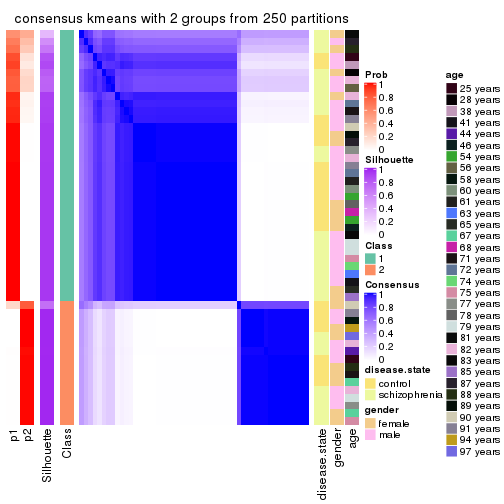 consensus kmeans with 2 groups from 250 partitions
p1
p2
Silhouette
Class
disease.state
gender
age
Prob
1
0.8
0.6
0.4
0.2
0
Silhouette
1
0.8
0.6
0.4
0.2
0
Class
1
2
Consensus
1
0.8
0.6
0.4
0.2
0
disease.state
control
schizophrenia
gender
female
male
age
25 years
28 years
38 years
41 years
44 years
46 years
54 years
56 years
58 years
60 years
61 years
63 years
65 years
67 years
68 years
71 years
72 years
74 years
75 years
77 years
78 years
79 years
81 years
82 years
83 years
85 years
87 years
88 years
89 years
90 years
91 years
94 years
97 years